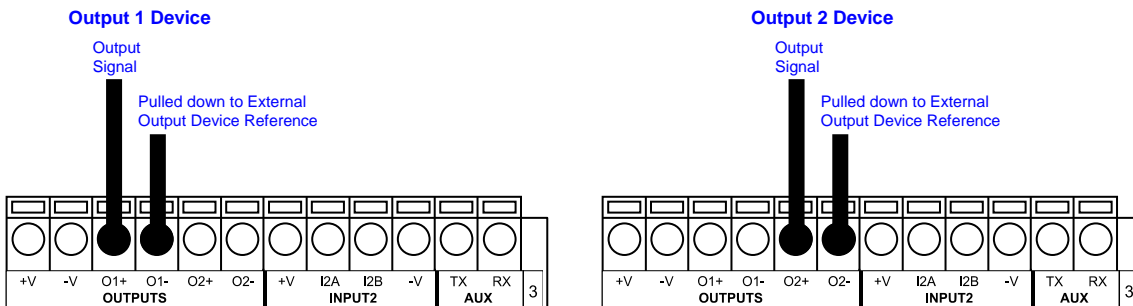 Output 1 Device
Output
Signal
Pulled down to External
Output Device Reference
+V -V O1+ O1- O2+ O2- +V I2A I2B -V TX RX 3
OUTPUTS INPUT2 AUX
Output 2 Device
Output
Signal
Pulled down to External
Output Device Reference
+V -V O1+ O1- O2+ O2- +V I2A I2B -V TX RX 3
OUTPUTS INPUT2 AUX